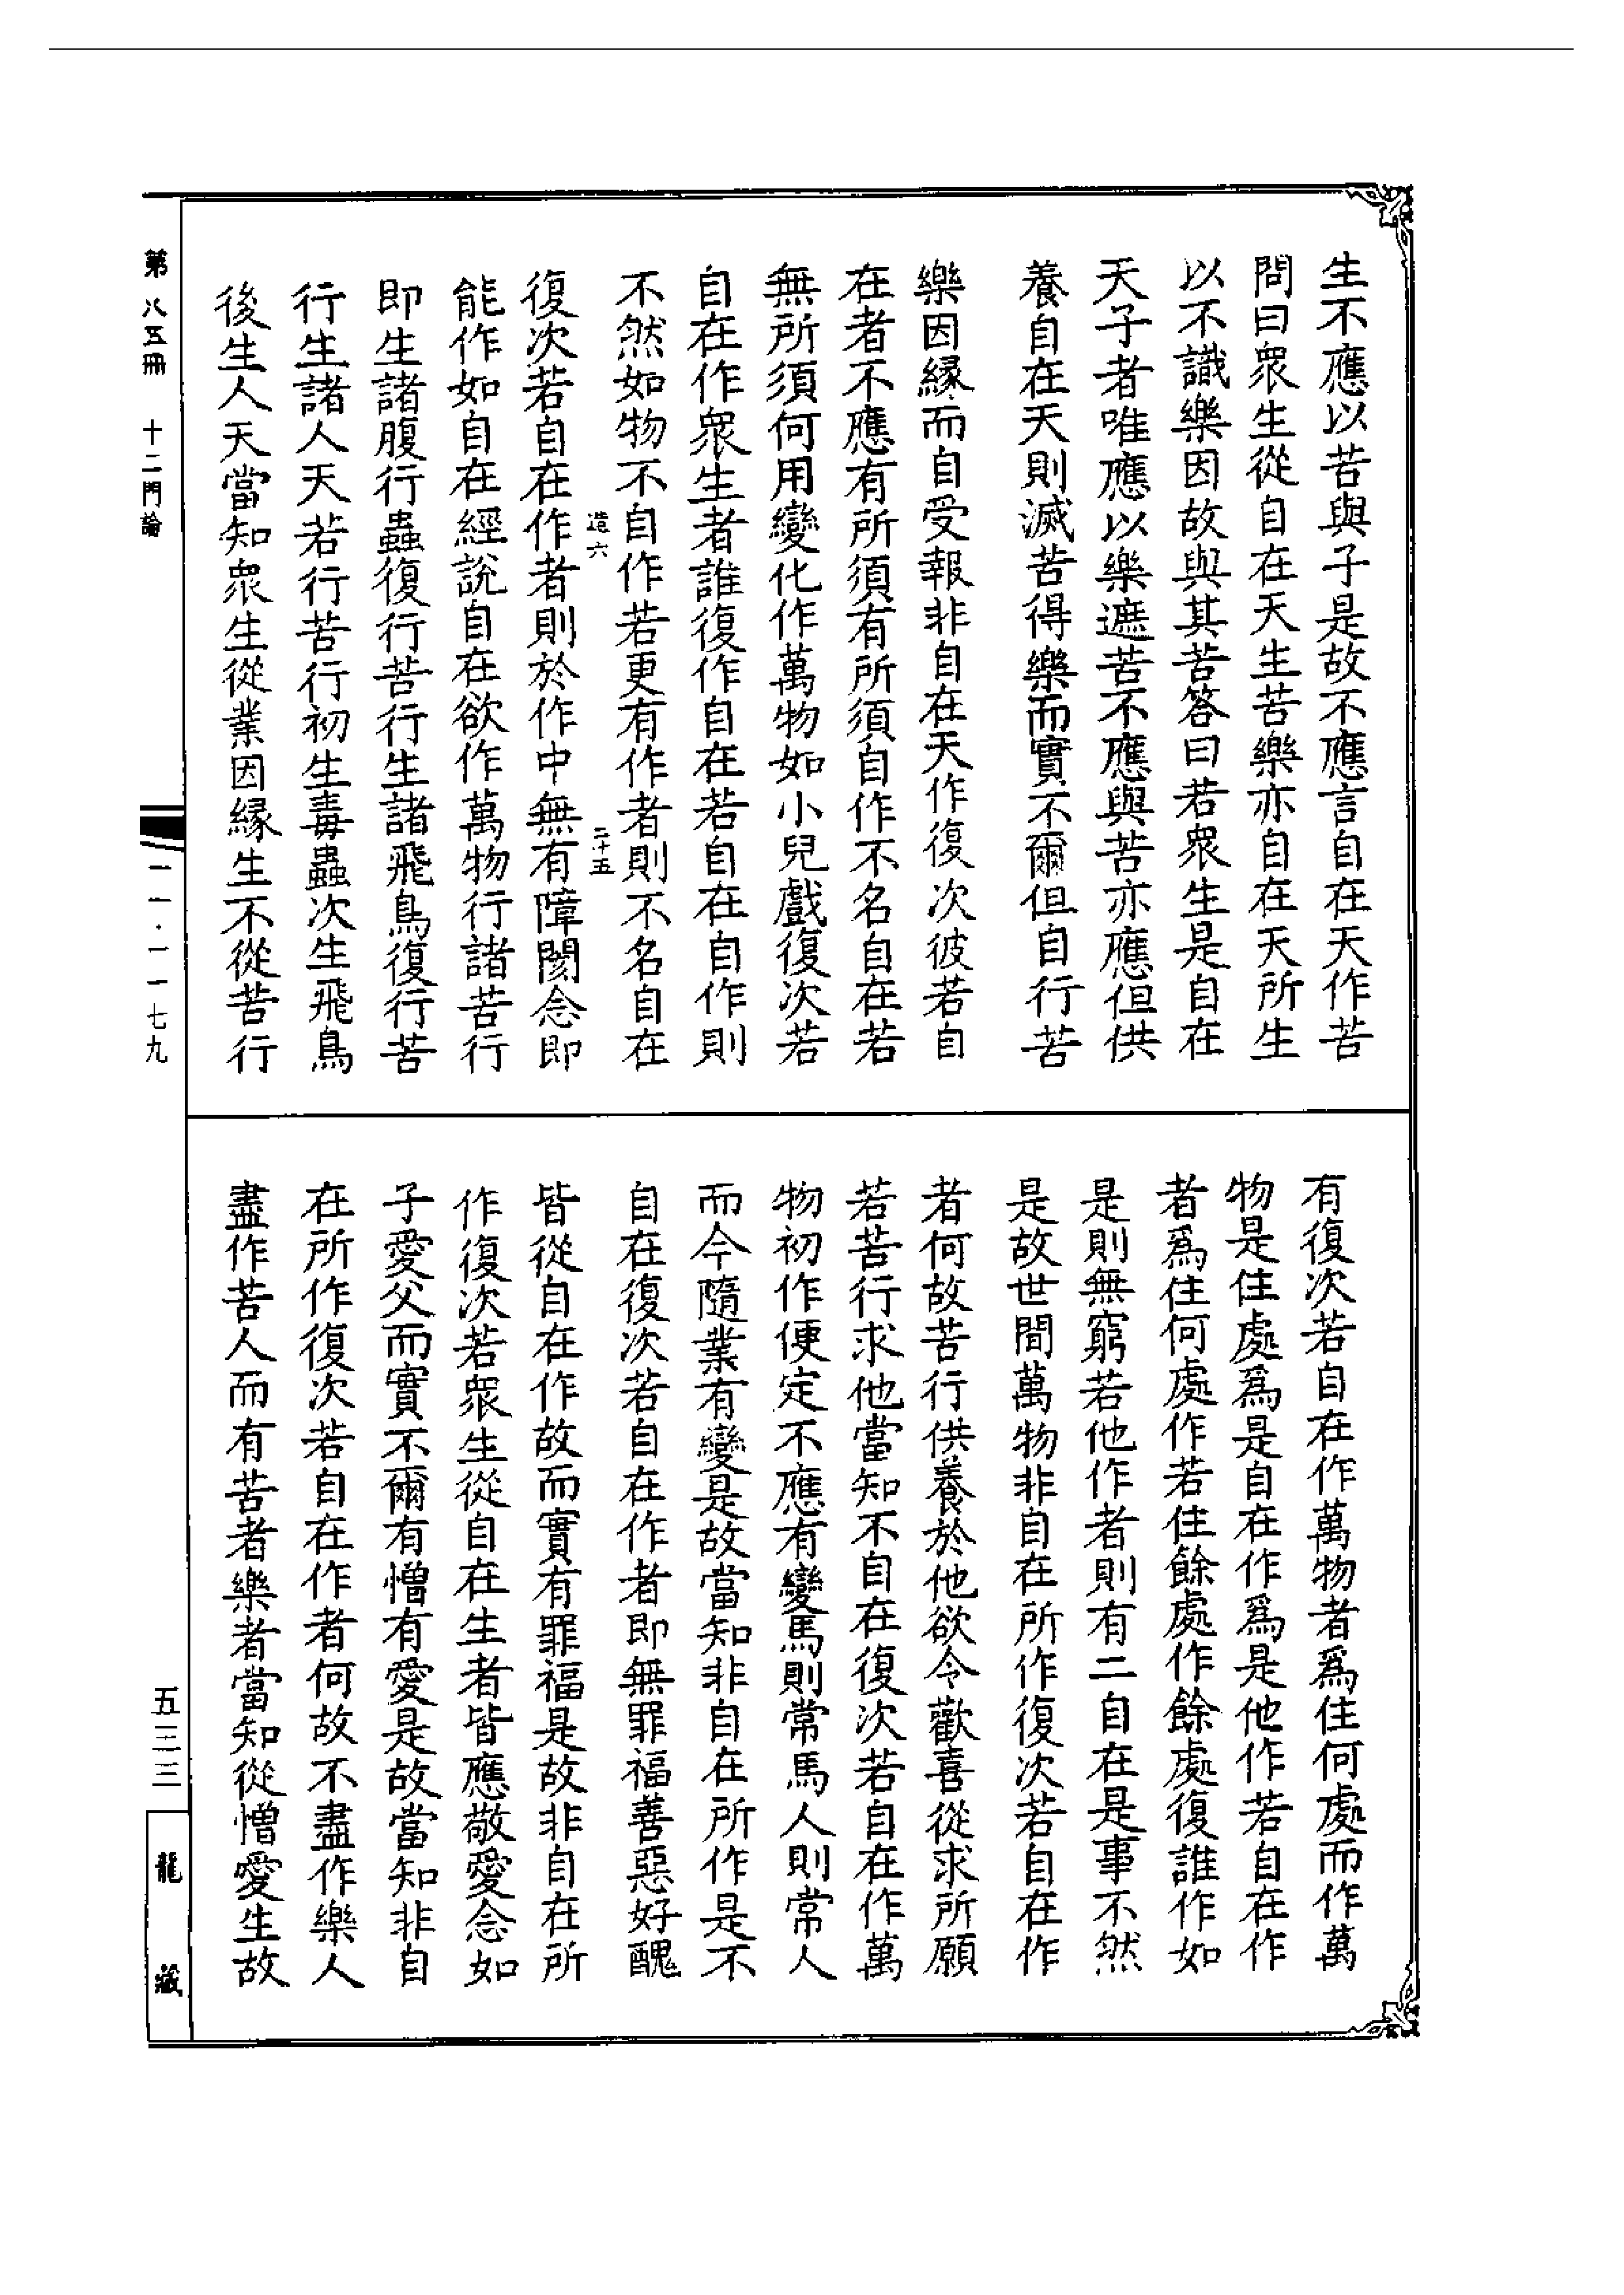 生不應以苦與子是故不應言自在天作苦
問曰眾生從自在天生苦樂亦自在天所生
以不識樂因故與其苦答曰若眾生是自在
天子者唯應以樂遮苦不應與苦亦應但供
養自在天則滅苦得樂而實不爾但自行苦
樂因緣而自受報非自在天作復次彼若自
在者不應有所須有所須自作不名自在若
無所須何用變化作萬物如小兒戲復次若
自在作眾生者誰復作自在若自在自作則
不然如物不自作若更有作者則不名自在
造六
二十五
復次若自在作者則於作中無有障閡念即
能作如自在經說自在欲作萬物行諸苦行
即生諸腹行蟲復行苦行生諸飛鳥復行苦
行生諸人天若行苦行初生毒蟲次生飛鳥
後生人天當知眾生從業因緣生不從苦行
有復次若自在作萬物者為住何處而作萬
物是住處為是自在作為是他作若自在作
者為住何處作若住餘處作餘處復誰作如
是則無窮若他作者則有二自在是事不然
是故世間萬物非自在所作復次若自在作
者何故苦行供養於他欲令歡喜從求所願
若苦行求他當知不自在復次若自在作萬
物初作便定不應有變馬則常馬人則常人
而今隨業有變是故當知非自在所作是不
自在復次若自在作者即無罪福善惡好醜
皆從自在作故而實有罪福是故非自在所
作復次若眾生從自在生者皆應敬愛念如
子愛父而實不爾有憎有愛是故當知非自
在所作復次若自在作者何故不盡作樂人
盡作苦人而有苦者樂者當知從憎愛生故
第八五冊 十二門論
一一·一一七九
五三三
龍藏